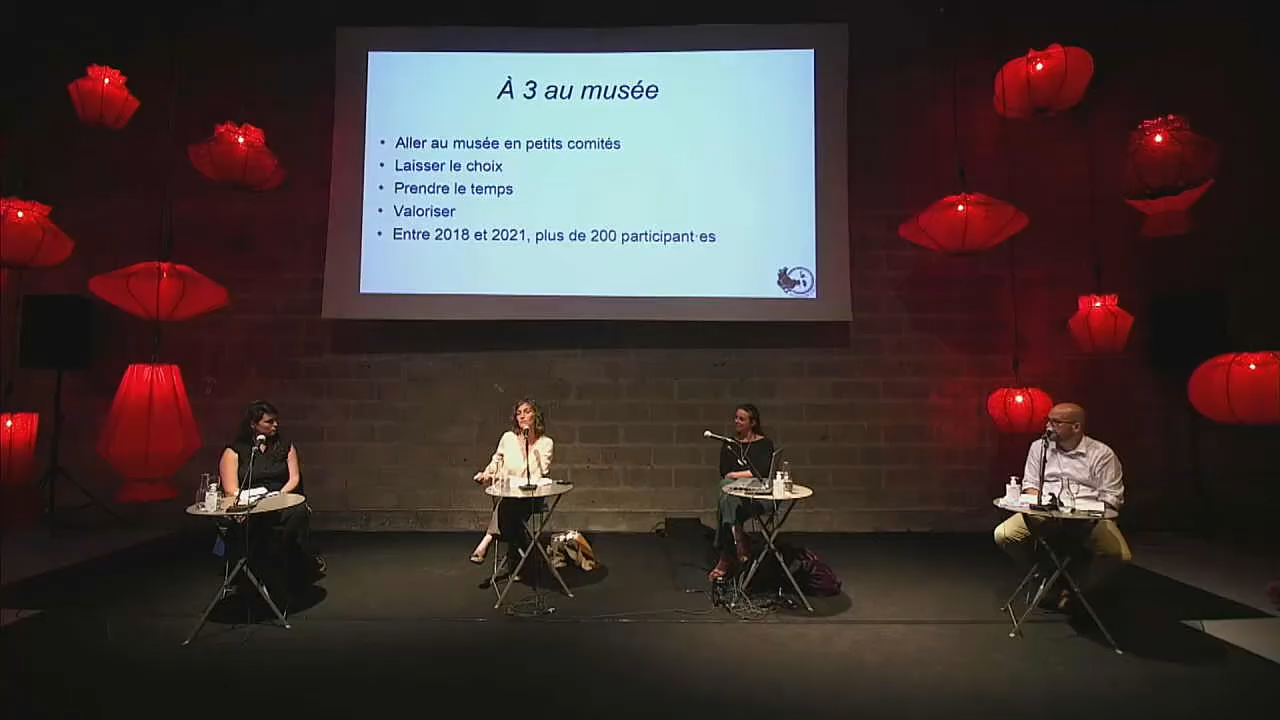 À 3 au musée
• Aller au musée en petits comités
• Laisser le choix
• Prendre le temps
• Valoriser
• Entre 2018 et 2021, plus de 200 participant·es